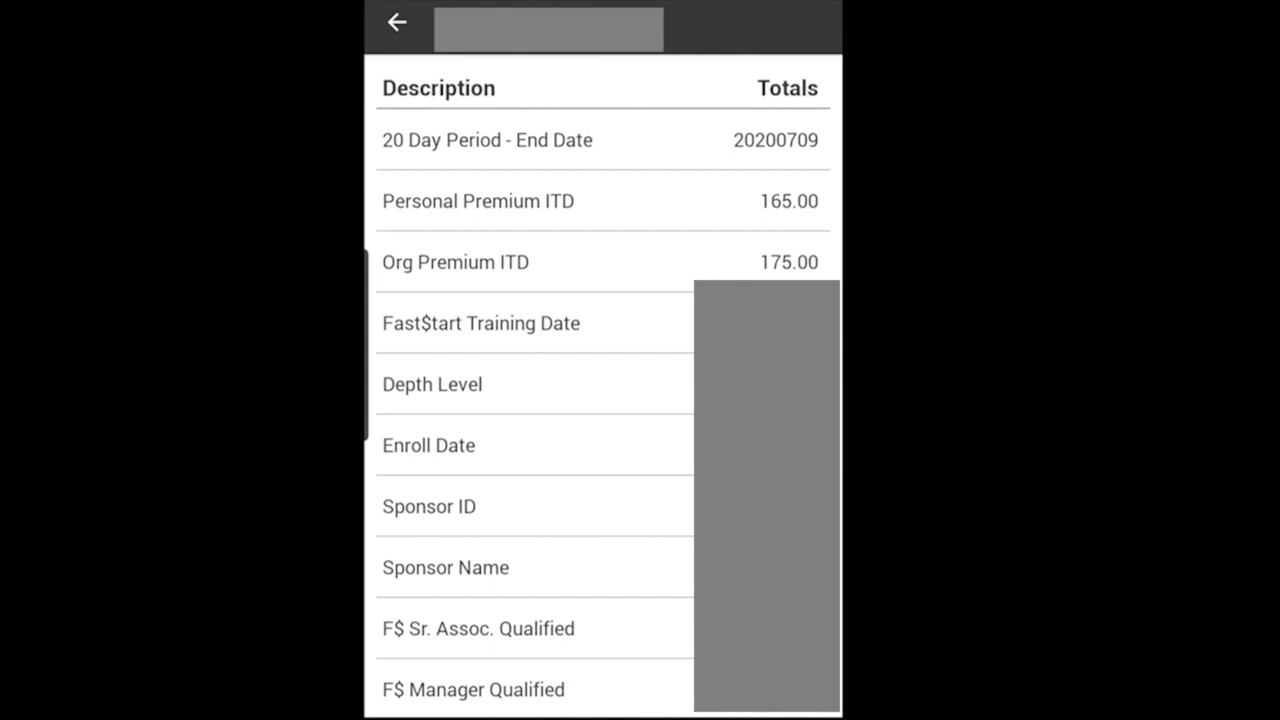 Description Totals
20 Day Period - End Date 20200709
Personal Premium ITD 165.00
Org Premium ITD 175.00
Fast$tart Training Date
Depth Level
Enroll Date
Sponsor ID
Sponsor Name
F$ Sr. Assoc. Qualified
F$ Manager Qualified